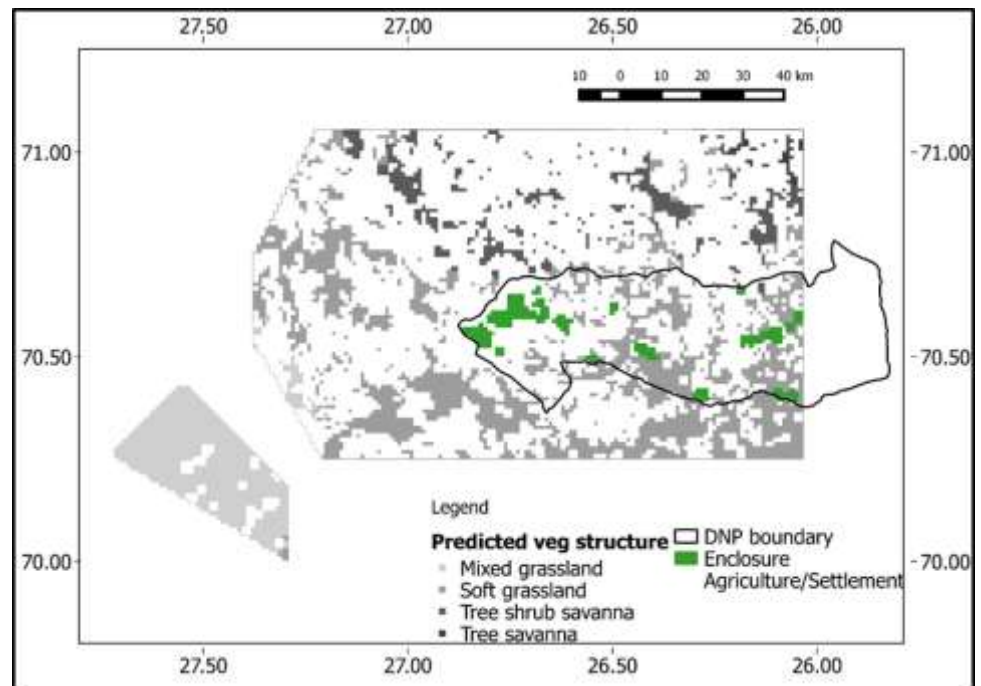 27.50 27.00 26.50 26.00
10 0 10 20 30 40 km
71.00 71.00
70.50 70.50
Legend
Predicted veg structure
Mixed grassland
Soft grassland
Tree shrub savanna
Tree savanna
DNP boundary
Enclosure
Agriculture/Settlement
70.00 70.00
27.50 27.00 26.50 26.00